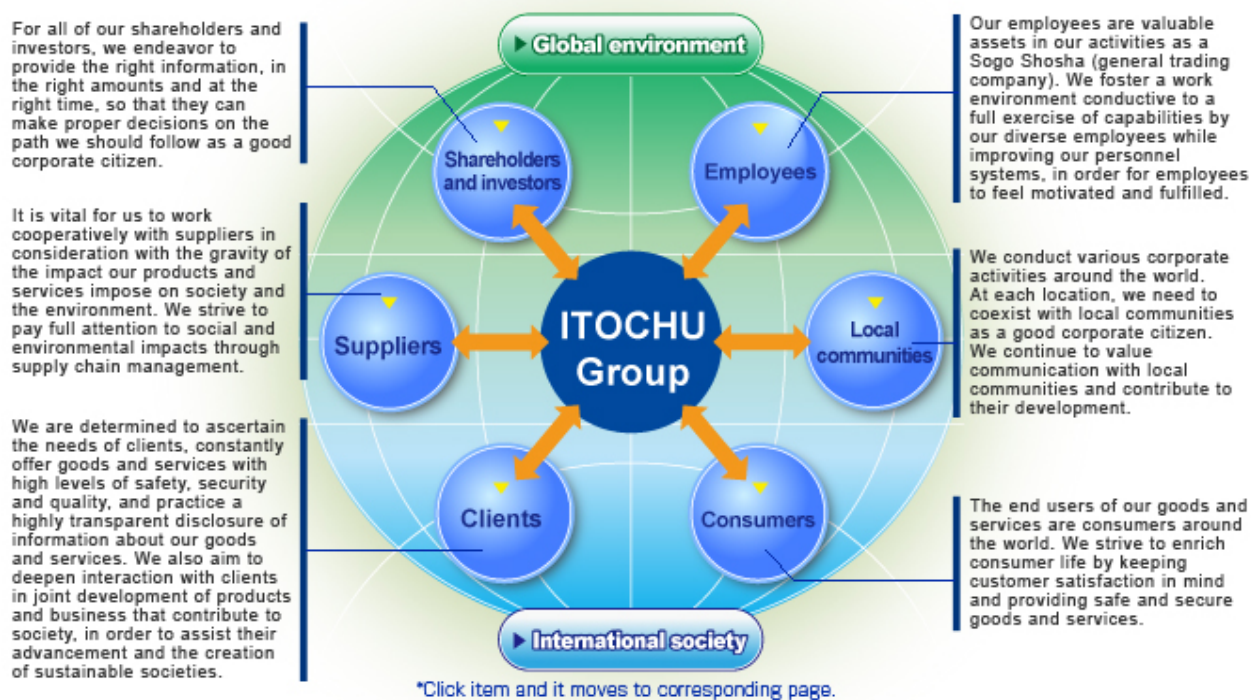 For all of our shareholders and
investors, we endeavor to
provide the right information, in
the right amounts and at the
right time, so that they can
make proper decisions on the
path we should follow as a good
corporate citizen.
It is vital for us to work
cooperatively with suppliers in
consideration with the gravity of
the impact our products and
services impose on society and
the environment. We strive to
pay full attention to social and
environmental impacts through
supply chain management.
We are determined to ascertain
the needs of clients, constantly
offer goods and services with
high levels of safety, security
and quality, and practice a
highly transparent disclosure of
information about our goods
and services. We also aim to
deepen interaction with clients
in joint development of products
and business that contribute to
society, in order to assist their
advancement and the creation
of sustainable societies.
Global environment
Shareholders
and investors
Employees
Suppliers
ITOCHU
Group
Local
communities
Clients
Consumers
International society
*Click item and it moves to corresponding page.
Our employees are valuable
assets in our activities as a
Sogo Shosha (general trading
company). We foster a work
environment conductive to a
full exercise of capabilities by
our diverse employees while
improving our personnel
systems, in order for employees
to feel motivated and fulfilled.
We conduct various corporate
activities around the world.
At each location, we need to
coexist with local communities
as a good corporate citizen.
We continue to value
communication with local
communities and contribute to
their development.
The end users of our goods and
services are consumers around
the world. We strive to enrich
consumer life by keeping
customer satisfaction in mind
and providing safe and secure
goods and services.